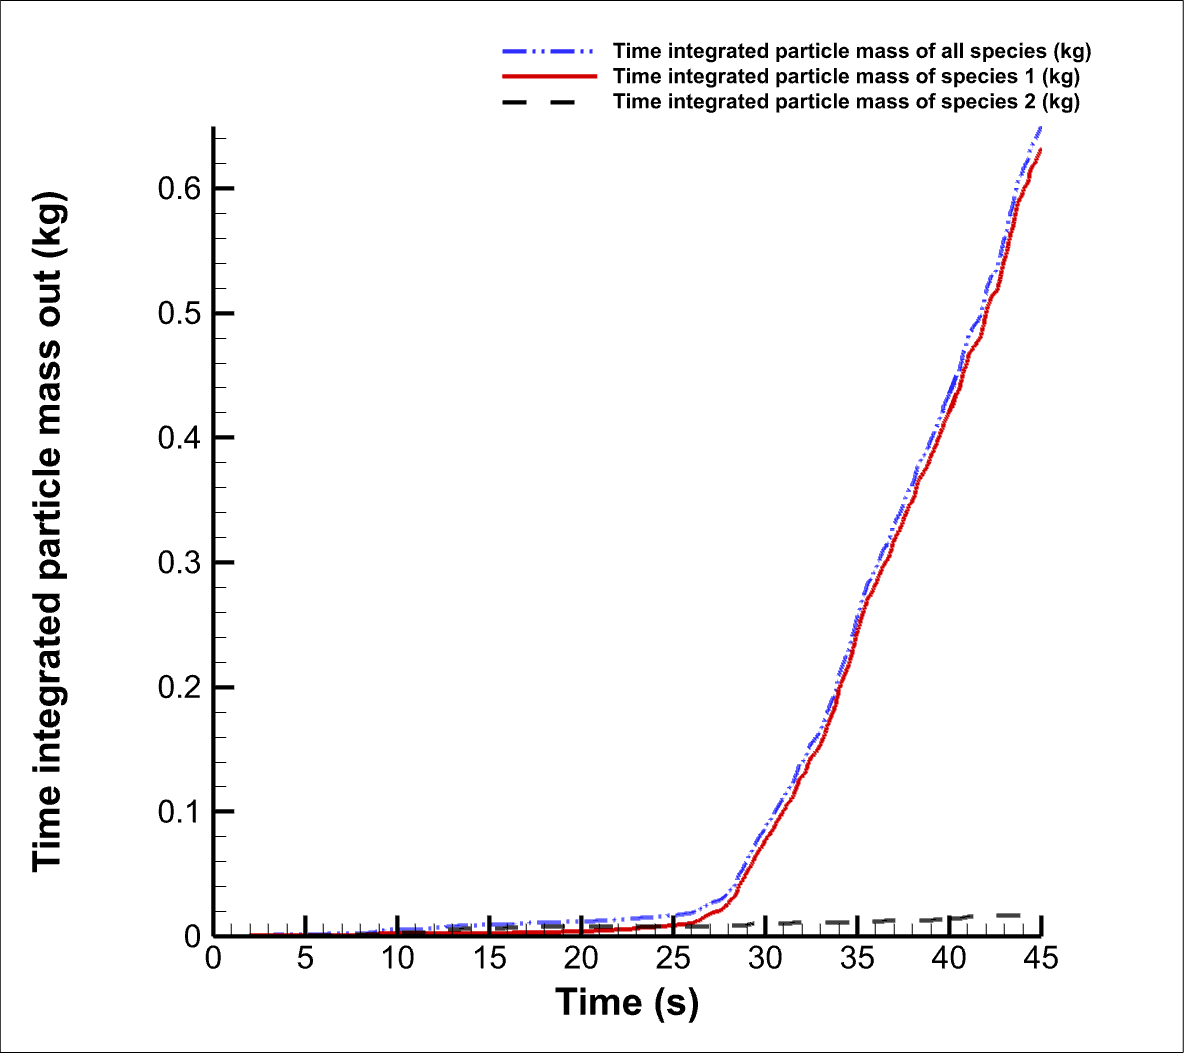 Time integrated particle mass of all species (kg)
Time integrated particle mass of species 1 (kg)
Time integrated particle mass of species 2 (kg)
Time integrated particle mass out (kg)
0.6
0.5
0.4
0.3
0.2
0.1
0
0 5 10 15 20 25 30 35 40 45
Time (s)